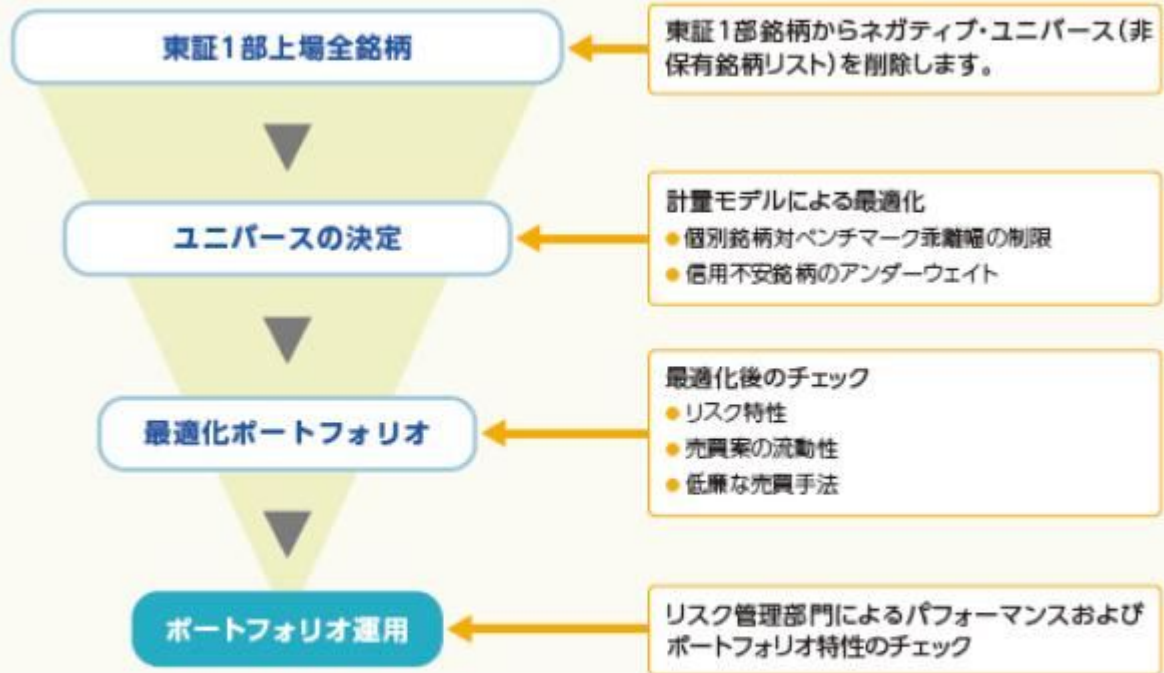 東証1部上場全銘柄
東証1部銘柄からネガティブ・ユニバース(非
保有銘柄リスト)を削除します。
ユニバースの決定
計量モデルによる最適化
●個別銘柄対ベンチマーク乖離幅の制限
●信用不安銘柄のアンダーウェイト
最適化ポートフォリオ
最適化後のチェック
●リスク特性
●売買案の流動性
●低廉な売買手法
ポートフォリオ運用
リスク管理部門によるパフォーマンスおよび
ポートフォリオ特性のチェック